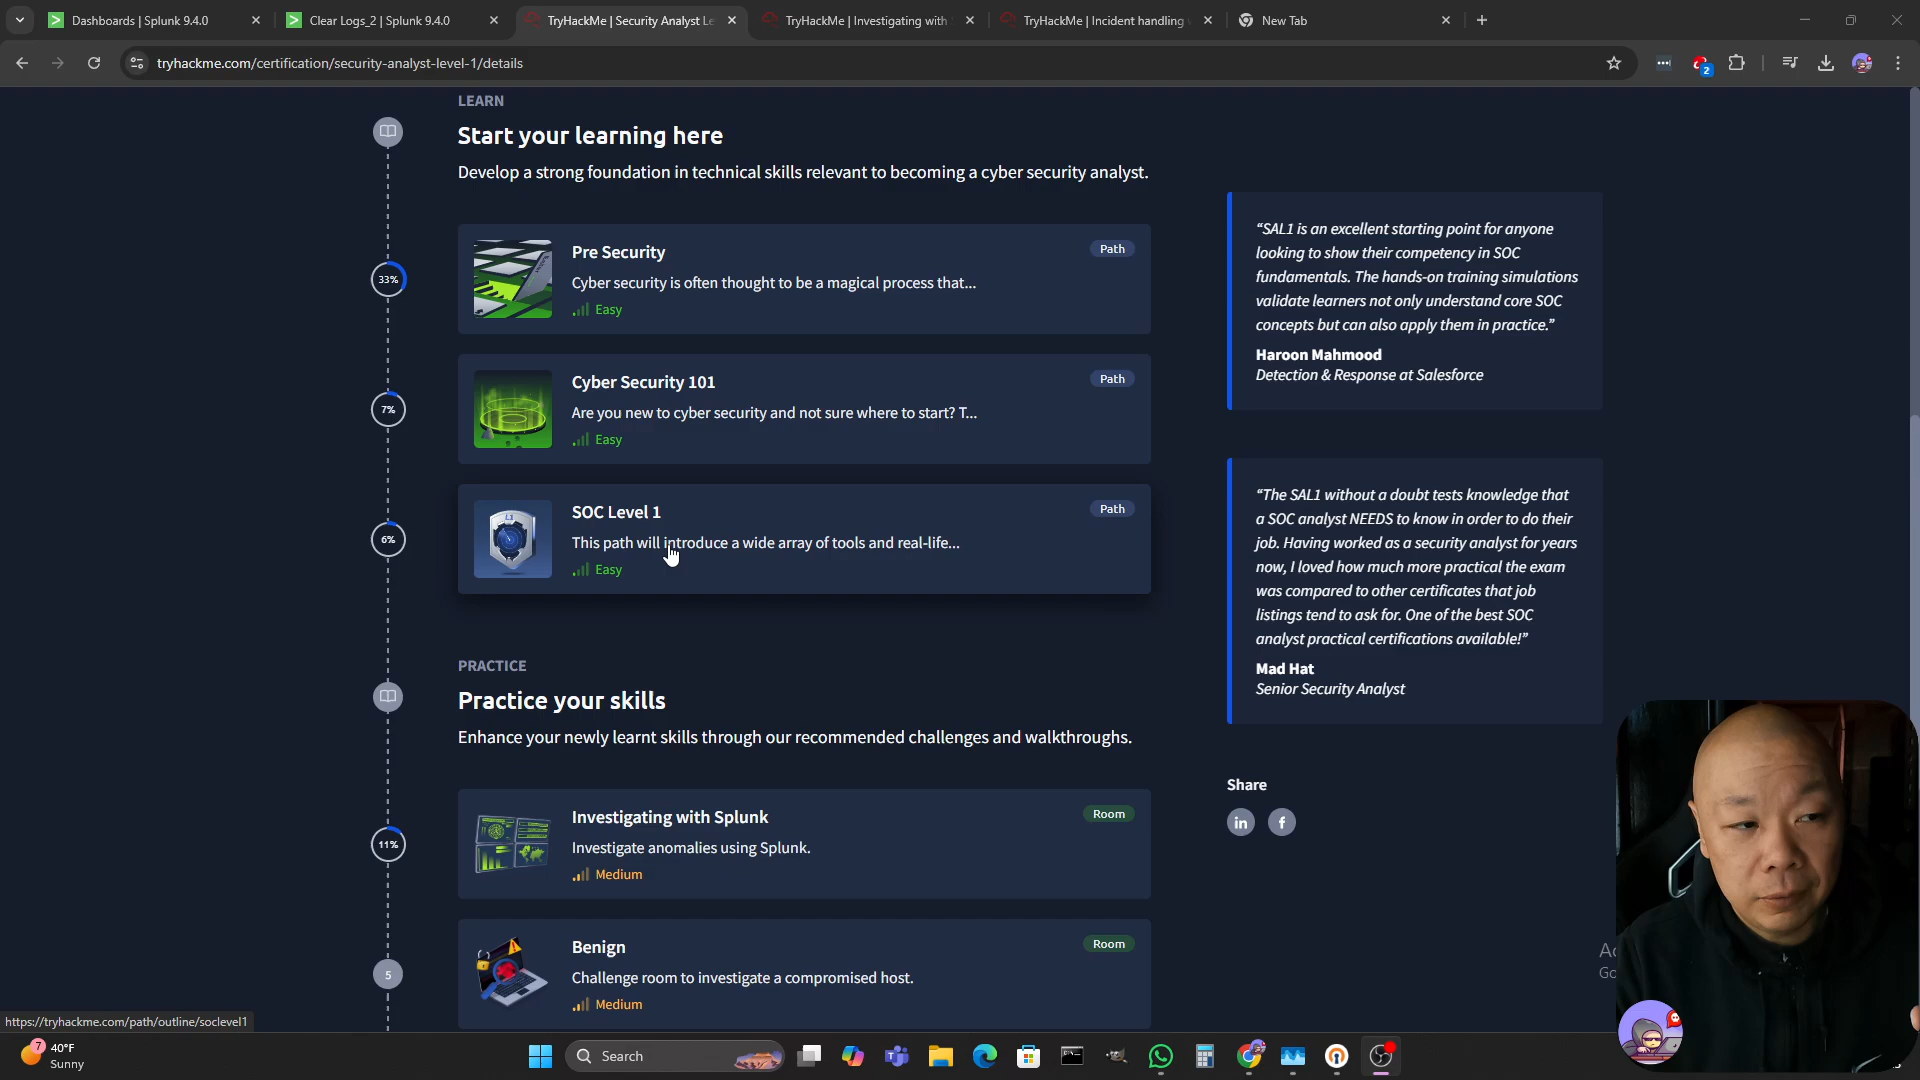 Dashboards | Splunk 9.4.0
Clear Logs_2 | Splunk 9.4.0
TryHackMe | Security Analyst Le
TryHackMe | Investigating with
TryHackMe | Incident handling
New Tab
tryhackme.com/certification/security-analyst-level-1/details
2
LEARN
Start your learning here
Develop a strong foundation in technical skills relevant to becoming a cyber security analyst.
33%
Pre Security
Path
Cyber security is often thought to be a magical process that...
Easy
7%
Cyber Security 101
Path
Are you new to cyber security and not sure where to start? T...
Easy
6%
SOC Level 1
Path
This path will introduce a wide array of tools and real-life...
Easy
PRACTICE
Practice your skills
Enhance your newly learnt skills through our recommended challenges and walkthroughs.
11%
Investigating with Splunk
Room
Investigate anomalies using Splunk.
Medium
5
Benign
Room
Challenge room to investigate a compromised host.
Medium
“SAL1 is an excellent starting point for anyone
looking to show their competency in SOC
fundamentals. The hands-on training simulations
validate learners not only understand core SOC
concepts but can also apply them in practice.”
Haroon Mahmood
Detection & Response at Salesforce
“The SAL1 without a doubt tests knowledge that
a SOC analyst NEEDS to know in order to do their
job. Having worked as a security analyst for years
now, I loved how much more practical the exam
was compared to other certificates that job
listings tend to ask for. One of the best SOC
analyst practical certifications available!”
Mad Hat
Senior Security Analyst
Share
in
f
https://tryhackme.com/path/outline/soclevel1
7
40°F
Sunny
Search